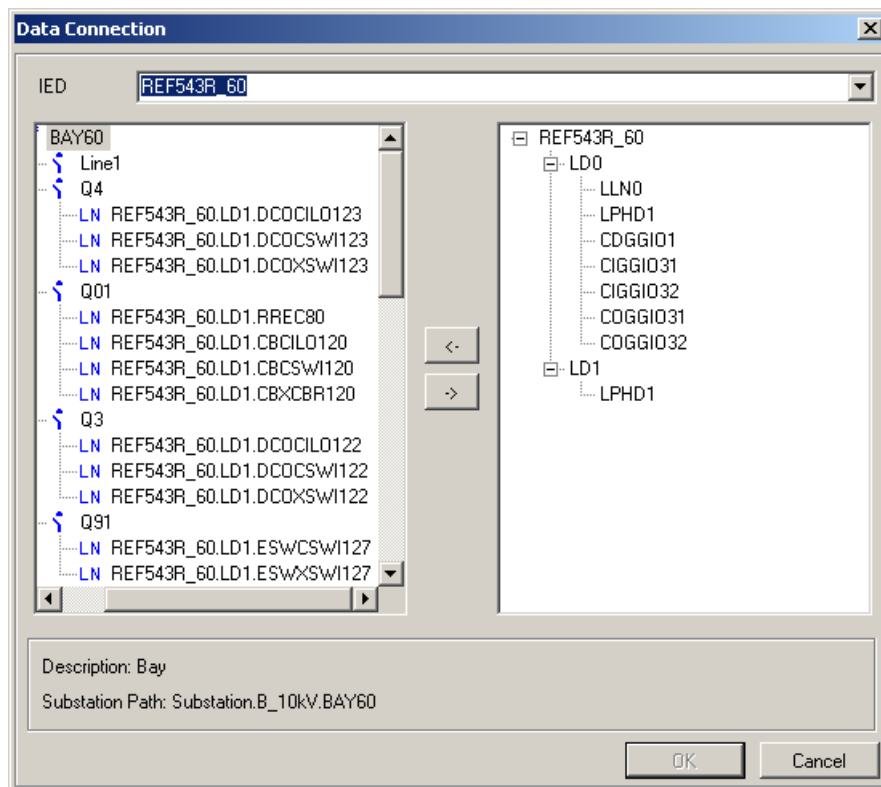 Data Connection
IED REF543R_60
BAY60
Line1
Q4
LN REF543R_60.LD1.DCOCILO123
LN REF543R_60.LD1.DCOCSWI123
LN REF543R_60.LD1.DCOXSWI123
Q01
LN REF543R_60.LD1.RREC80
LN REF543R_60.LD1.CBCILO120
LN REF543R_60.LD1.CBCSWI120
LN REF543R_60.LD1.CBXCBR120
Q3
LN REF543R_60.LD1.DCOCILO122
LN REF543R_60.LD1.DCOCSWI122
LN REF543R_60.LD1.DCOXSWI122
Q91
LN REF543R_60.LD1.ESWCSWI127
LN REF543R_60.LD1.ESWXSWI127
<-
->
REF543R_60
LD0
LLN0
LPHD1
CDGGIO1
CIGGIO31
CIGGIO32
COGGIO31
COGGIO32
LD1
LPHD1
Description: Bay
Substation Path: Substation.B_10kV.BAY60
OK Cancel